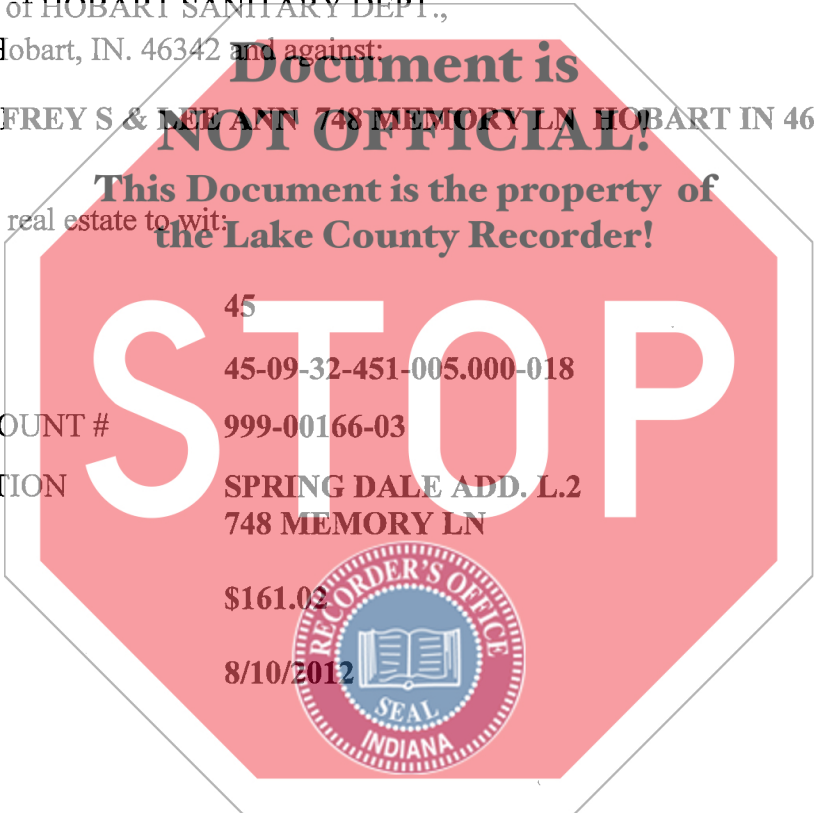 of HOBART SANITARY DEPT.,
Hobart, IN. 46342 and against:
Document is
FREY S & LEE ANN 748 MEMORY LN HOBART IN 46
NOT OFFICIAL!
This Document is the property of
real estate to wit:
the Lake County Recorder!
45
45-09-32-451-005.000-018
OUNT # 999-00166-03
TION SPRING DALE ADD. L.2
748 MEMORY LN
STOP
$161.02
8/10/2012
RECORDER'S OFFICE
SEAL
INDIANA